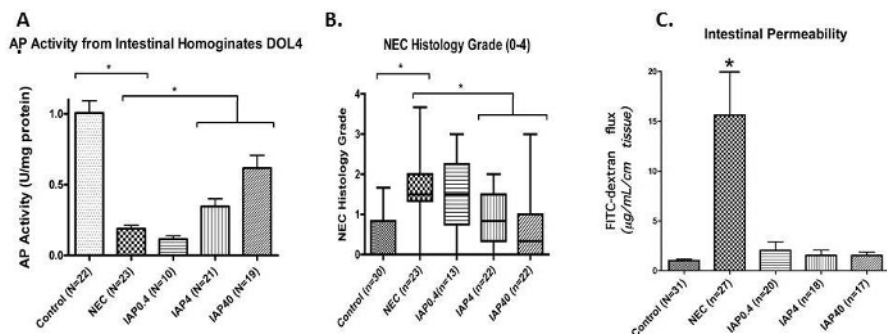 A
.
AP Activity from Intestinal Homoginates DOL4
AP Activity (U/mg protein)
1.0
0.5
0.0
*
*
Control (N=22)
NEC (N=23)
IAP0.4 (N=10)
IAP4 (N=21)
IAP40 (N=19)
B.
NEC Histology Grade (0-4)
NEC Histology Grade
4
3
2
1
0
*
*
Control (n=30)
NEC (n=23)
IAP0.4(n=13)
IAP4 (n=22)
IAP40 (n=22)
C.
Intestinal Permeability
FITC-dextran flux
(µg/mL/cm tissue)
20
15
10
5
0
*
Control (N=31)
NEC (n=27)
IAP0.4 (n=20)
IAP4 (n=18)
IAP40 (n=17)